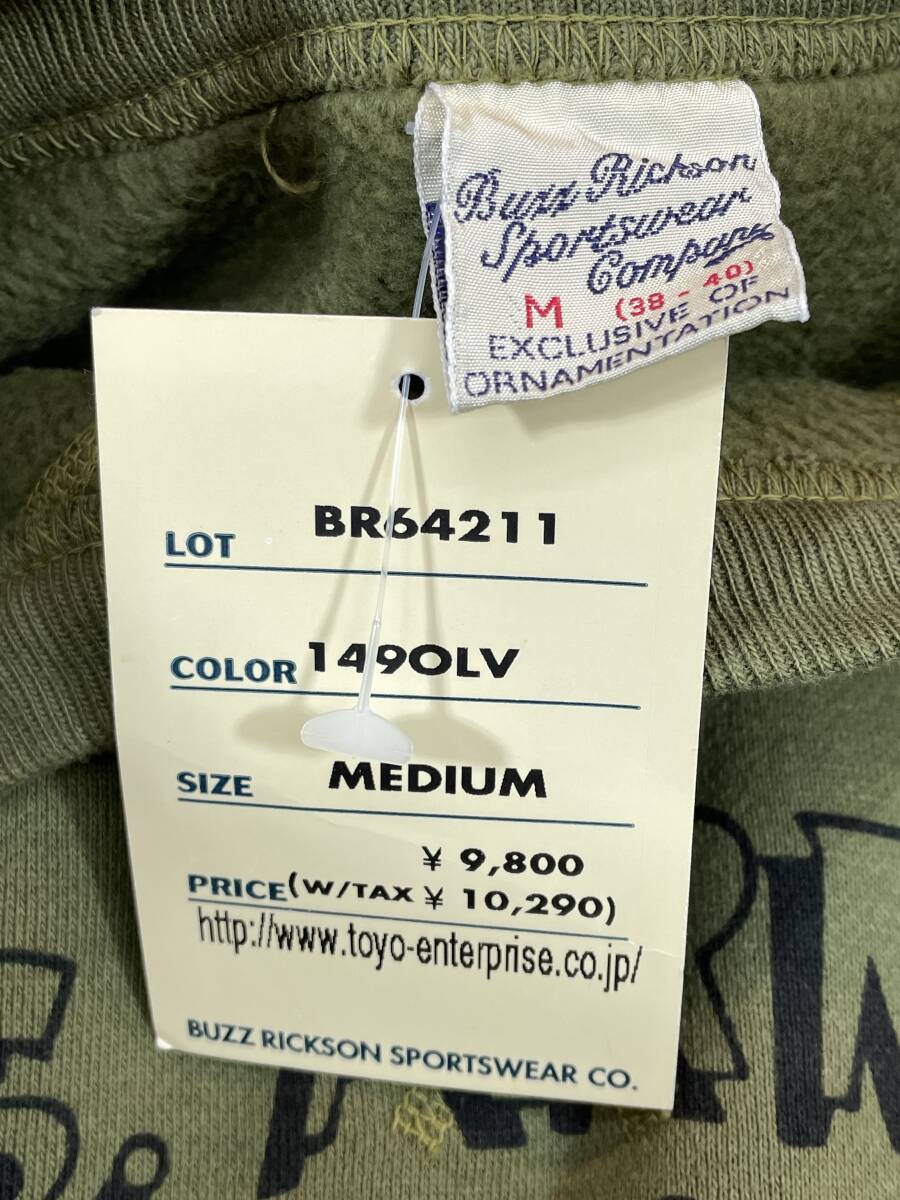 Buzz Rickson
Sportswear
Company
M (38 - 40)
EXCLUSIVE OF
ORNAMENTATION
LOT BR64211
COLOR 149OLV
SIZE MEDIUM
¥ 9,800
PRICE (W/TAX ¥ 10,290)
http://www.toyo-enterprise.co.jp/
BUZZ RICKSON SPORTSWEAR CO.